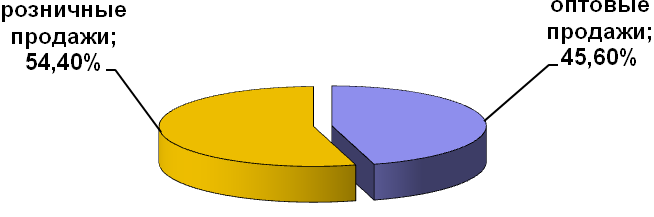 розничные
продажи;
54,40%
оптовые
продажи;
45,60%